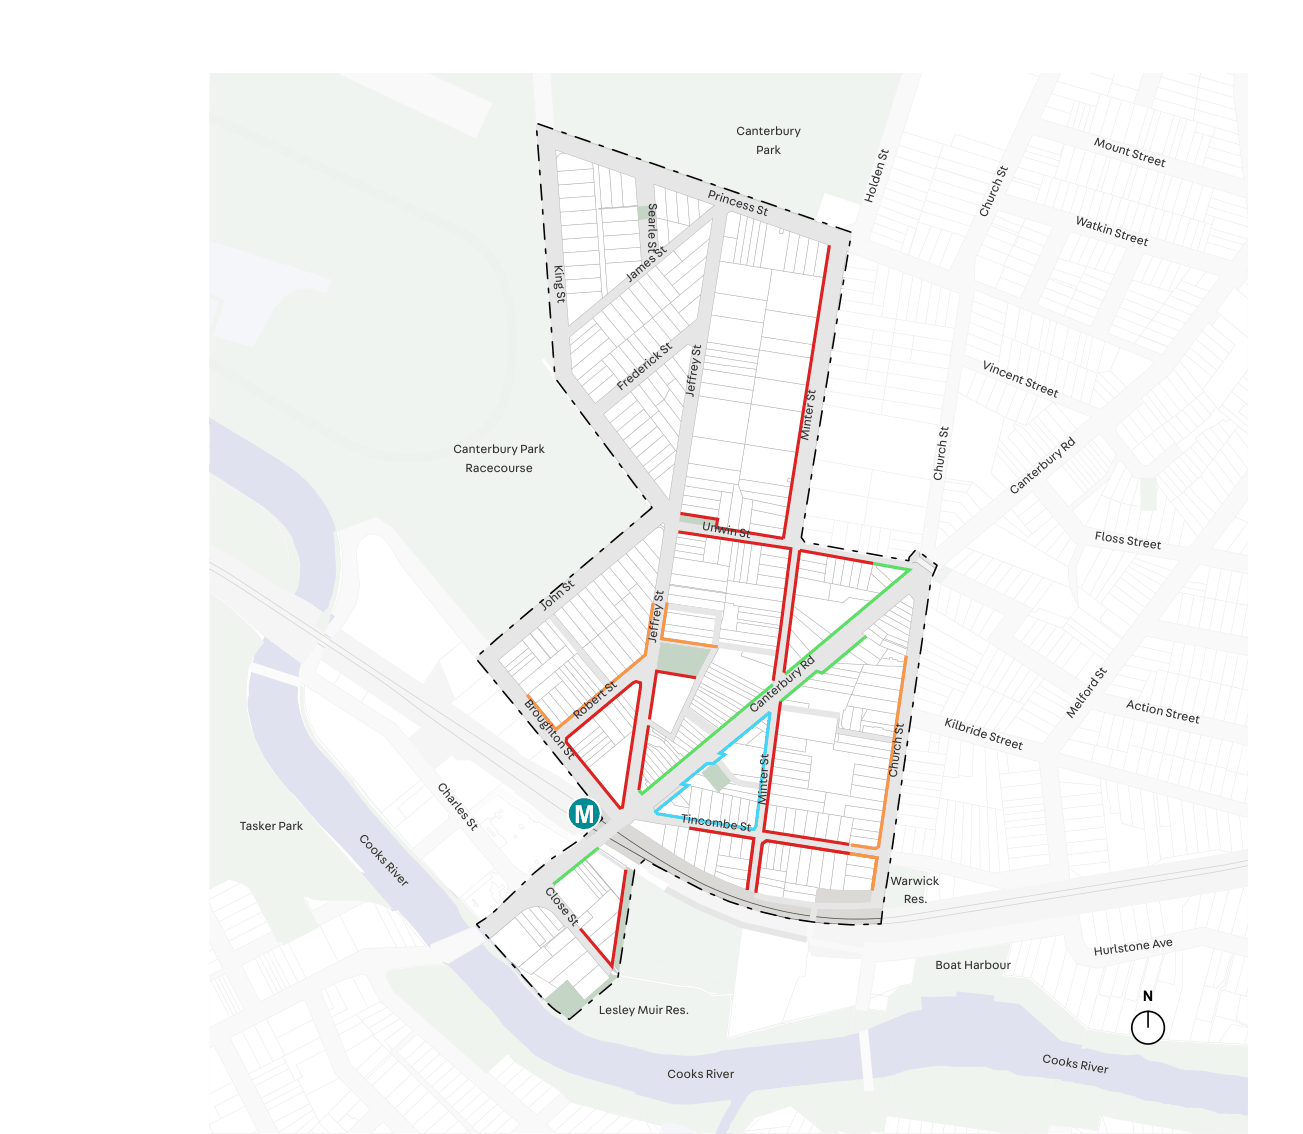 Canterbury
Park
Mount Street
Holden St
Church St
Princess St
Searle St
Watkin Street
James St
King St
Frederick St
Jeffrey St
Vincent Street
Minter St
Canterbury Park
Racecourse
Church St
Canterbury Rd
Unwin St
Floss Street
John St
Jeffrey St
Canterbury Rd
Robert St
Broughton St
Melford St
Action Street
Kilbride Street
Church St
Minter St
Charles St
M
Tincombe St
Tasker Park
Cooks River
Warwick
Res.
Close St
Hurlstone Ave
Boat Harbour
N
Lesley Muir Res.
Cooks River
Cooks River